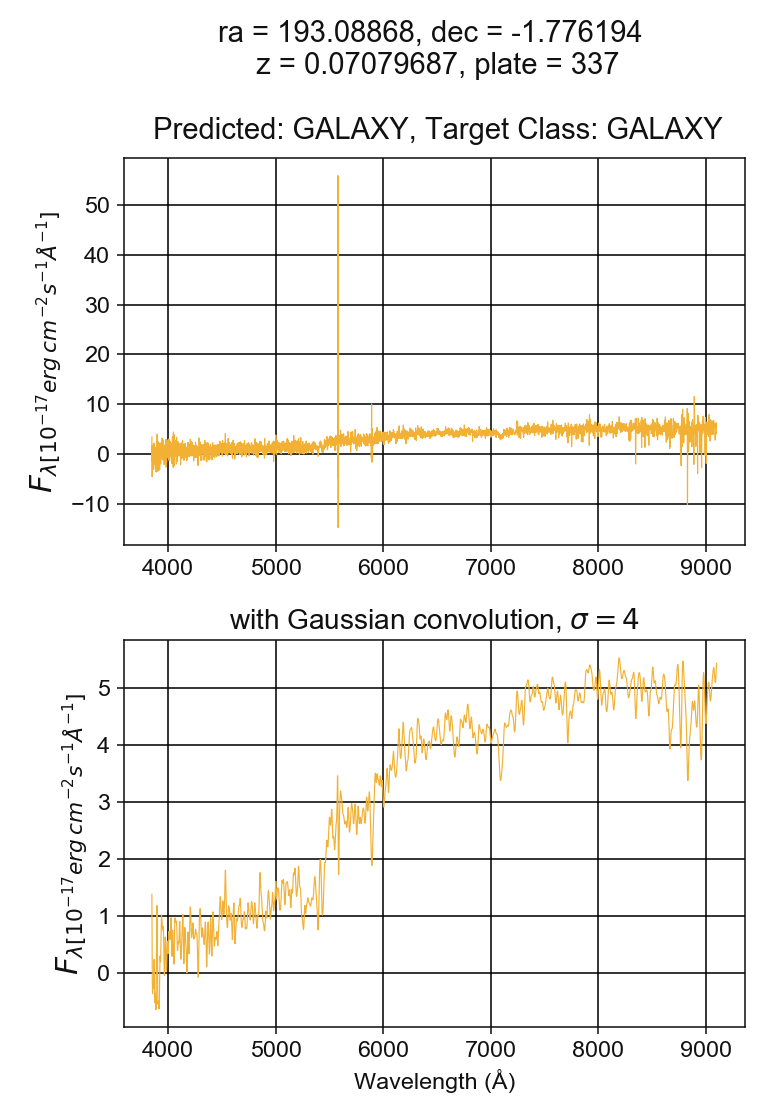 ra = 193.08868, dec = -1.776194
z = 0.07079687, plate = 337
Predicted: GALAXY, Target Class: GALAXY
F_λ[10⁻¹⁷ erg cm⁻² s⁻¹ Å⁻¹]
50
40
30
20
10
0
−10
4000 5000 6000 7000 8000 9000
with Gaussian convolution, σ = 4
F_λ[10⁻¹⁷ erg cm⁻² s⁻¹ Å⁻¹]
5
4
3
2
1
0
4000 5000 6000 7000 8000 9000
Wavelength (Å)